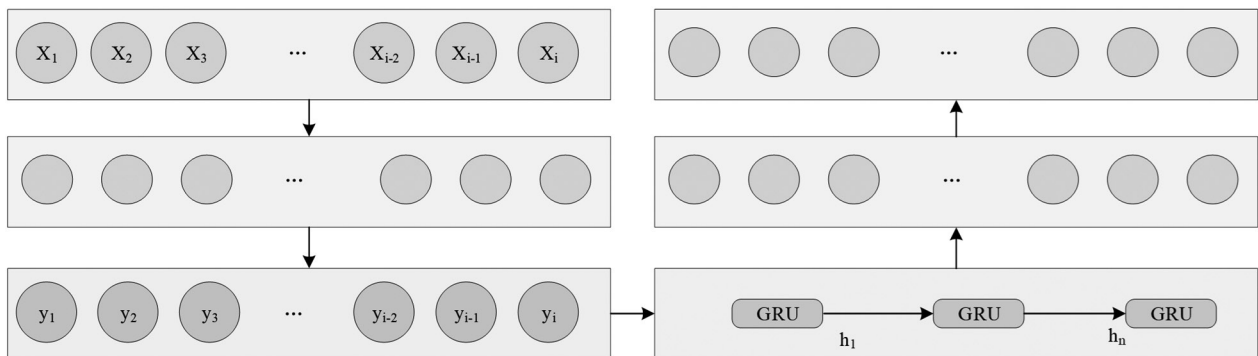 X₁ X₂ X₃ ... Xᵢ₋₂ Xᵢ₋₁ Xᵢ
...
...
...
y₁ y₂ y₃ ... yᵢ₋₂ yᵢ₋₁ yᵢ
GRU GRU GRU
h₁ hₙ